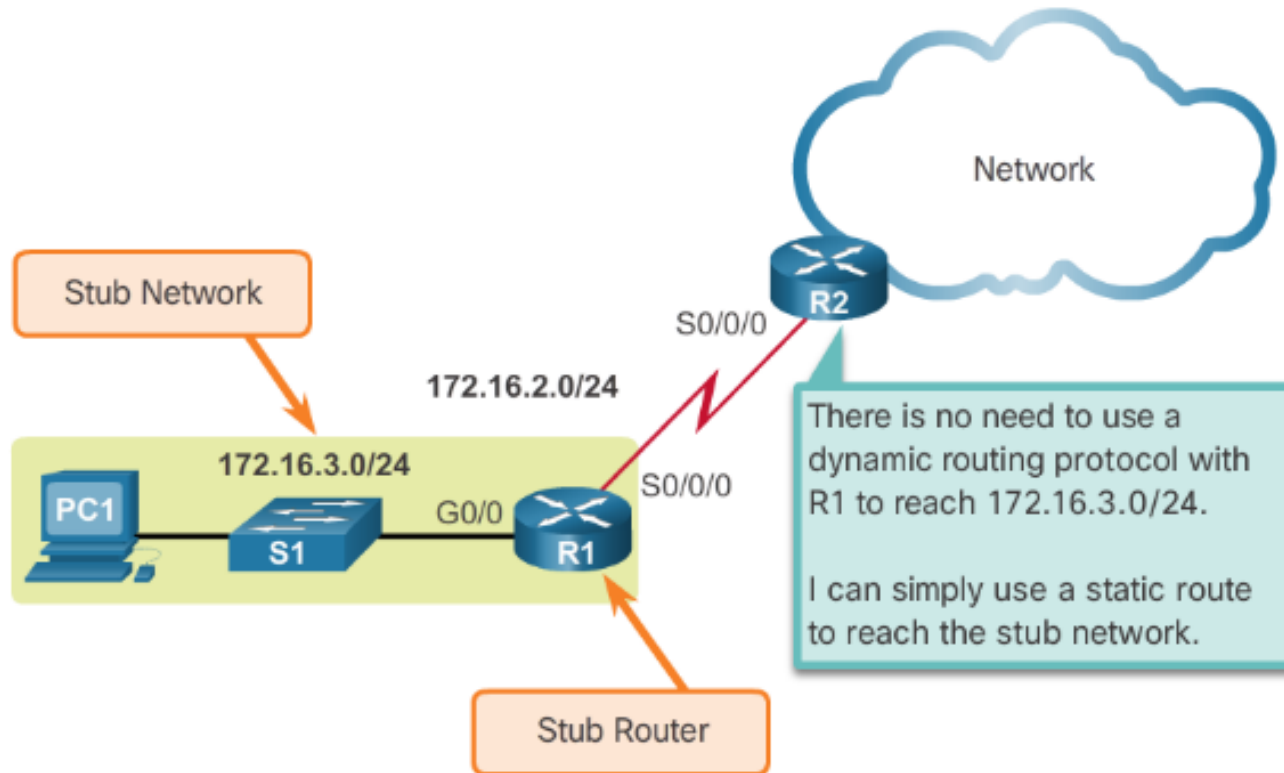 Network
Stub Network
R2
S0/0/0
172.16.2.0/24
There is no need to use a
dynamic routing protocol with
R1 to reach 172.16.3.0/24.
I can simply use a static route
to reach the stub network.
172.16.3.0/24
S0/0/0
PC1
G0/0
S1
R1
Stub Router